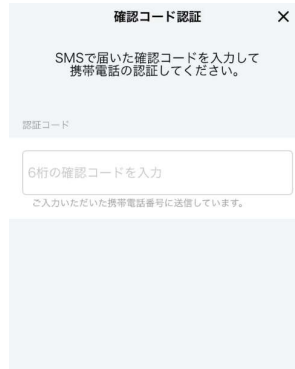 確認コード認証
SMSで届いた確認コードを入力して
携帯電話の認証してください。
認証コード
6桁の確認コードを入力
ご入力いただいた携帯電話番号に送信しています。